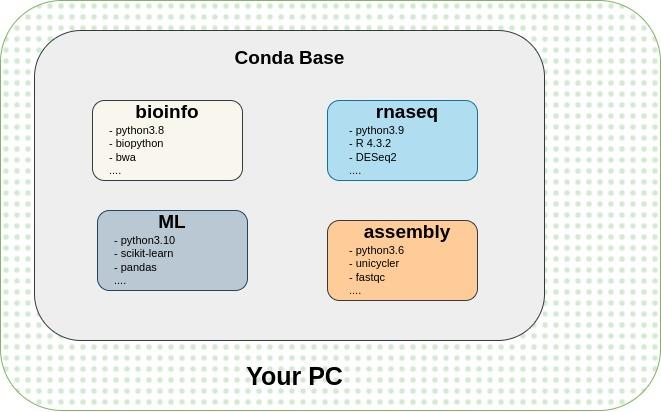 Conda Base
bioinfo
- python3.8
- biopython
- bwa
....
rnaseq
- python3.9
- R 4.3.2
- DESeq2
....
ML
- python3.10
- scikit-learn
- pandas
....
assembly
- python3.6
- unicycler
- fastqc
....
Your PC